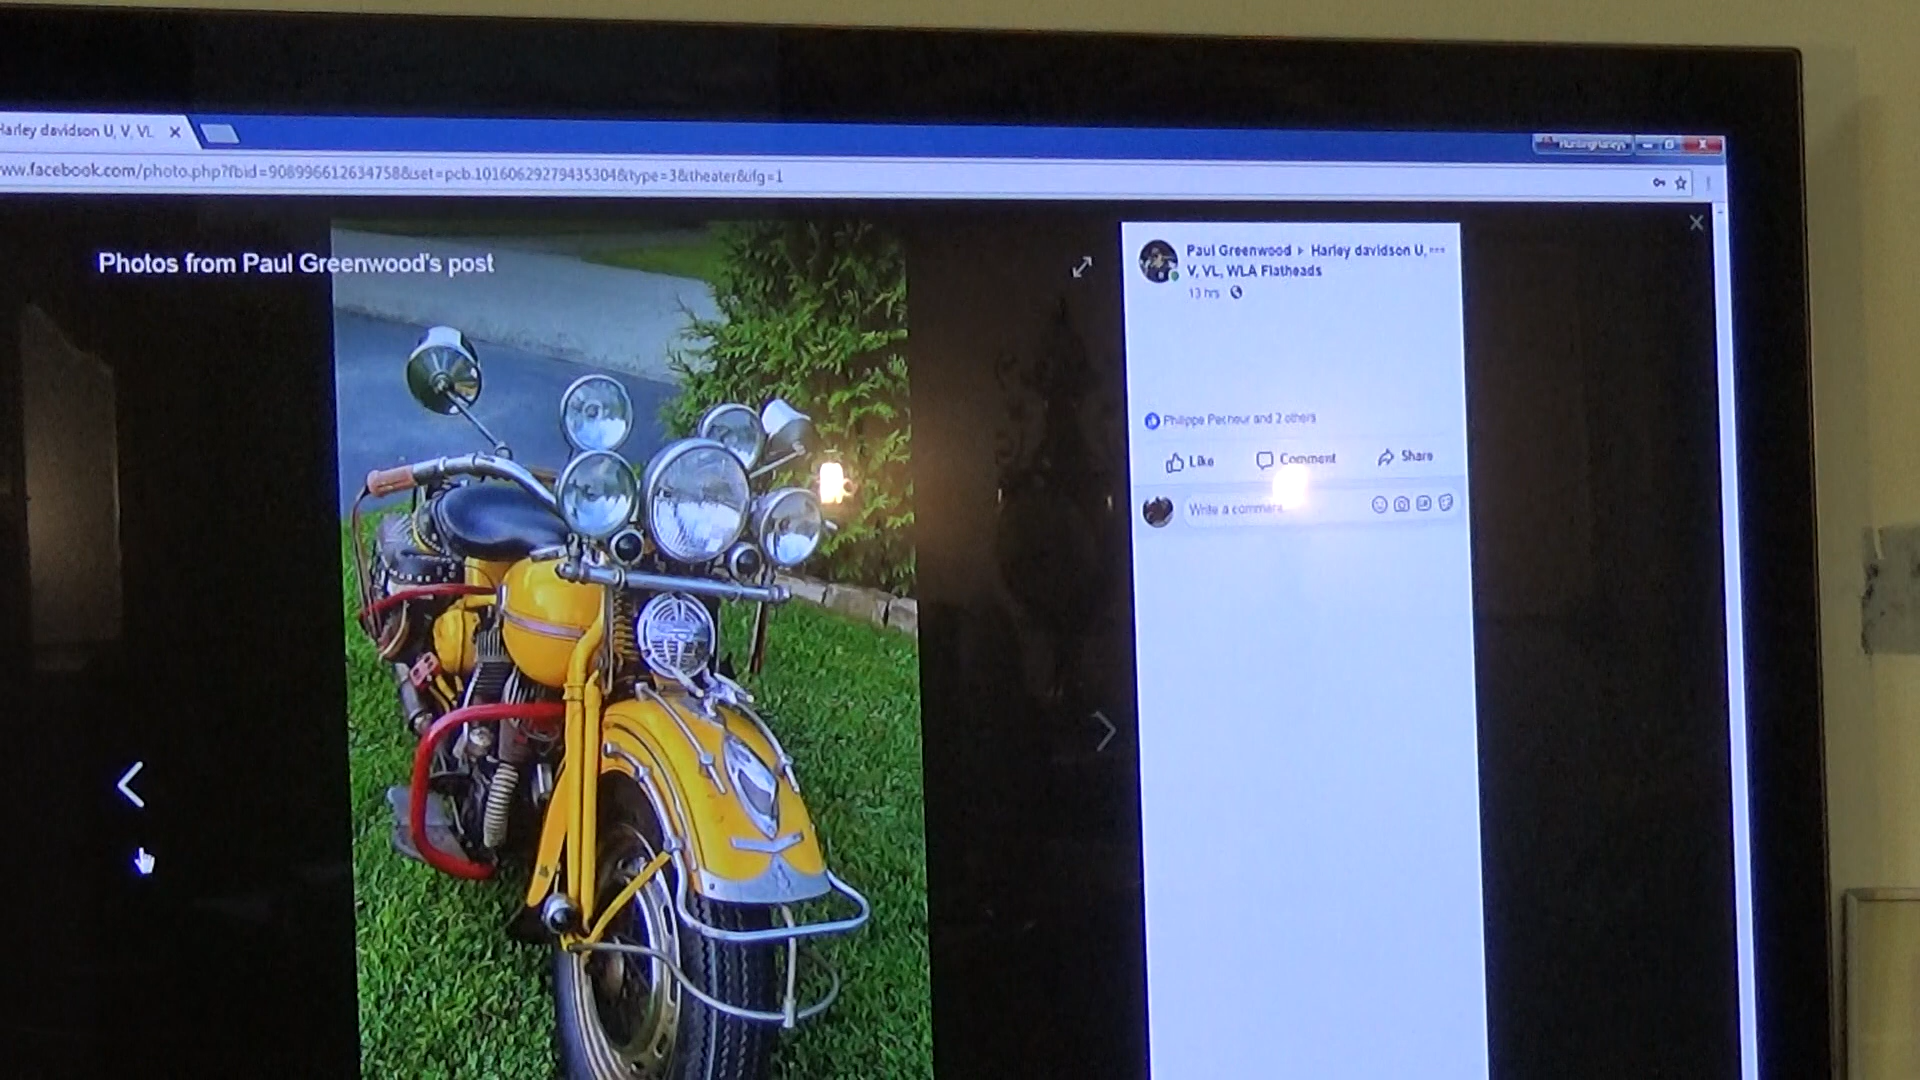 Harley davidson U, V, VL
HuntingHarleys
ww.facebook.com/photo.php?fbid=908996612634758&set=pcb.10160629279435304&type=3&theater&ifg=1
Photos from Paul Greenwood's post
Paul Greenwood ▸ Harley davidson U,
V, VL, WLA Flatheads
13 hrs
Philippe and 2 others
Like Comment Share
Write a comment